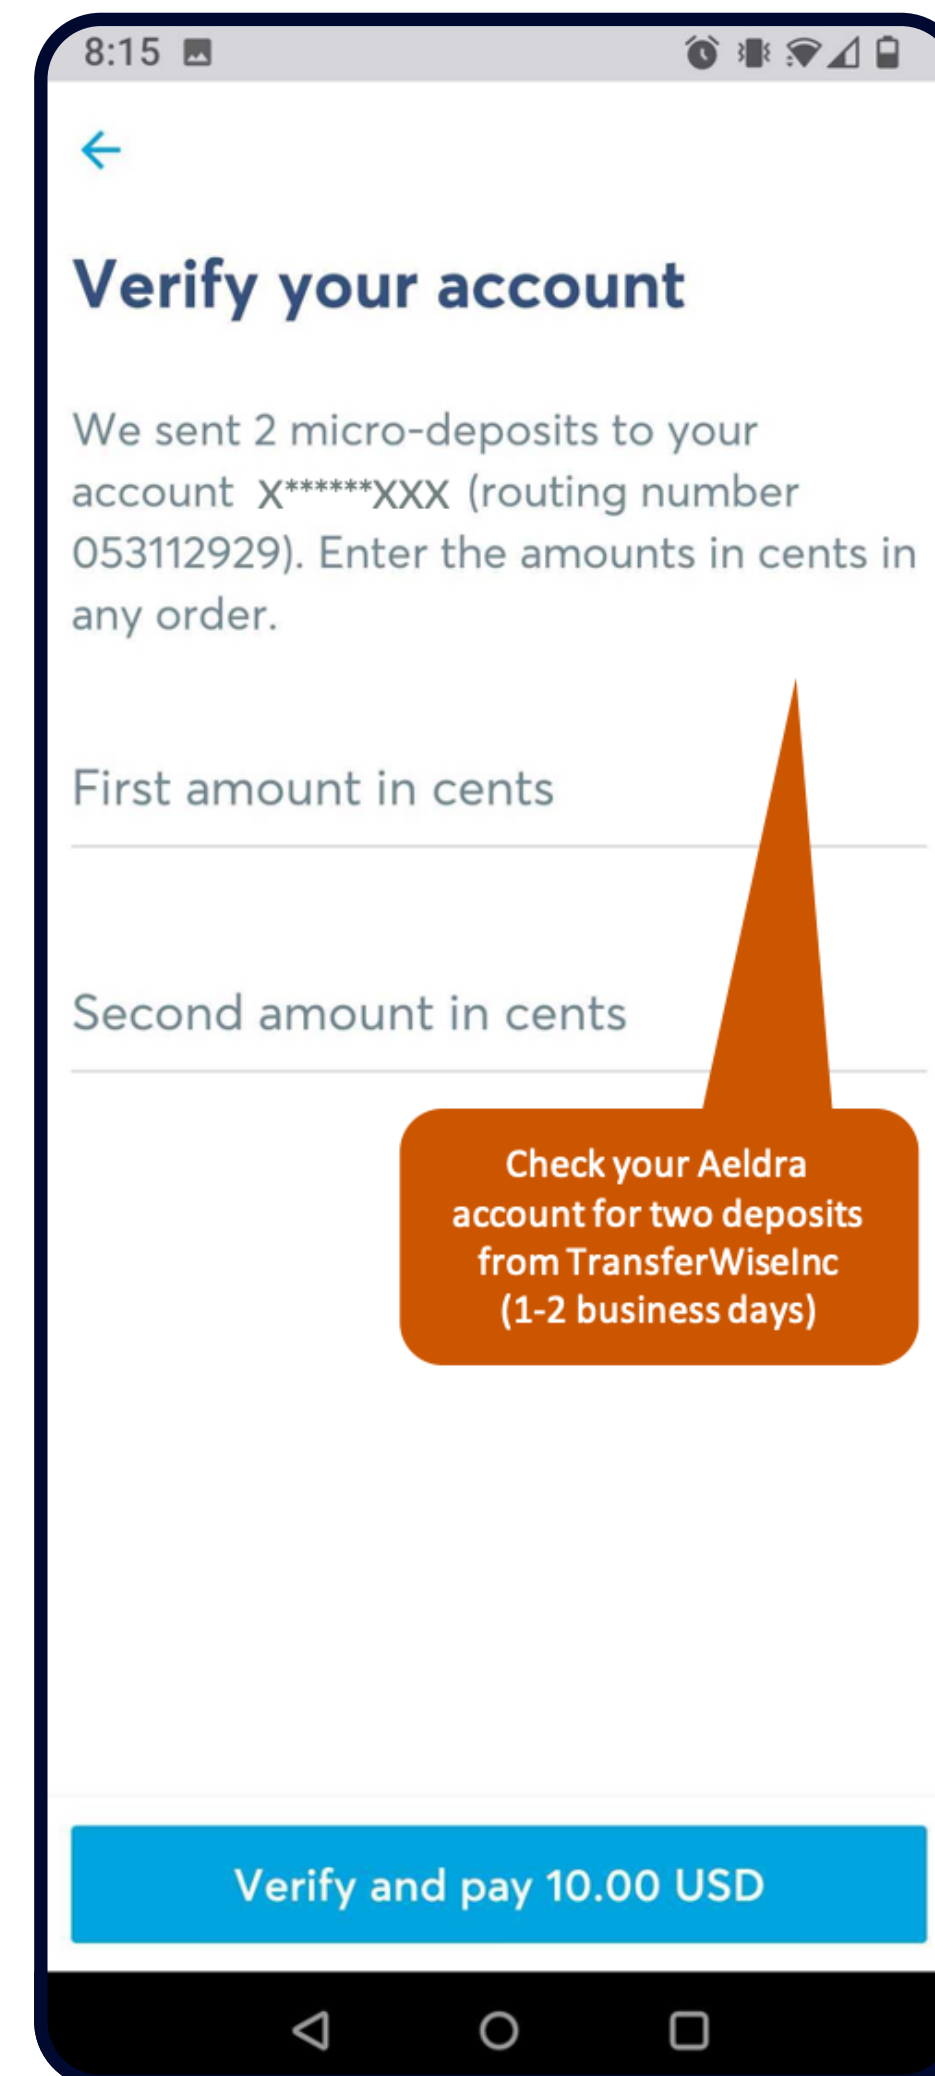 8:15
Verify your account
We sent 2 micro-deposits to your
account X******XXX (routing number
053112929). Enter the amounts in cents in
any order.
First amount in cents
Second amount in cents
Check your Aeldra
account for two deposits
from TransferWiseInc
(1-2 business days)
Verify and pay 10.00 USD